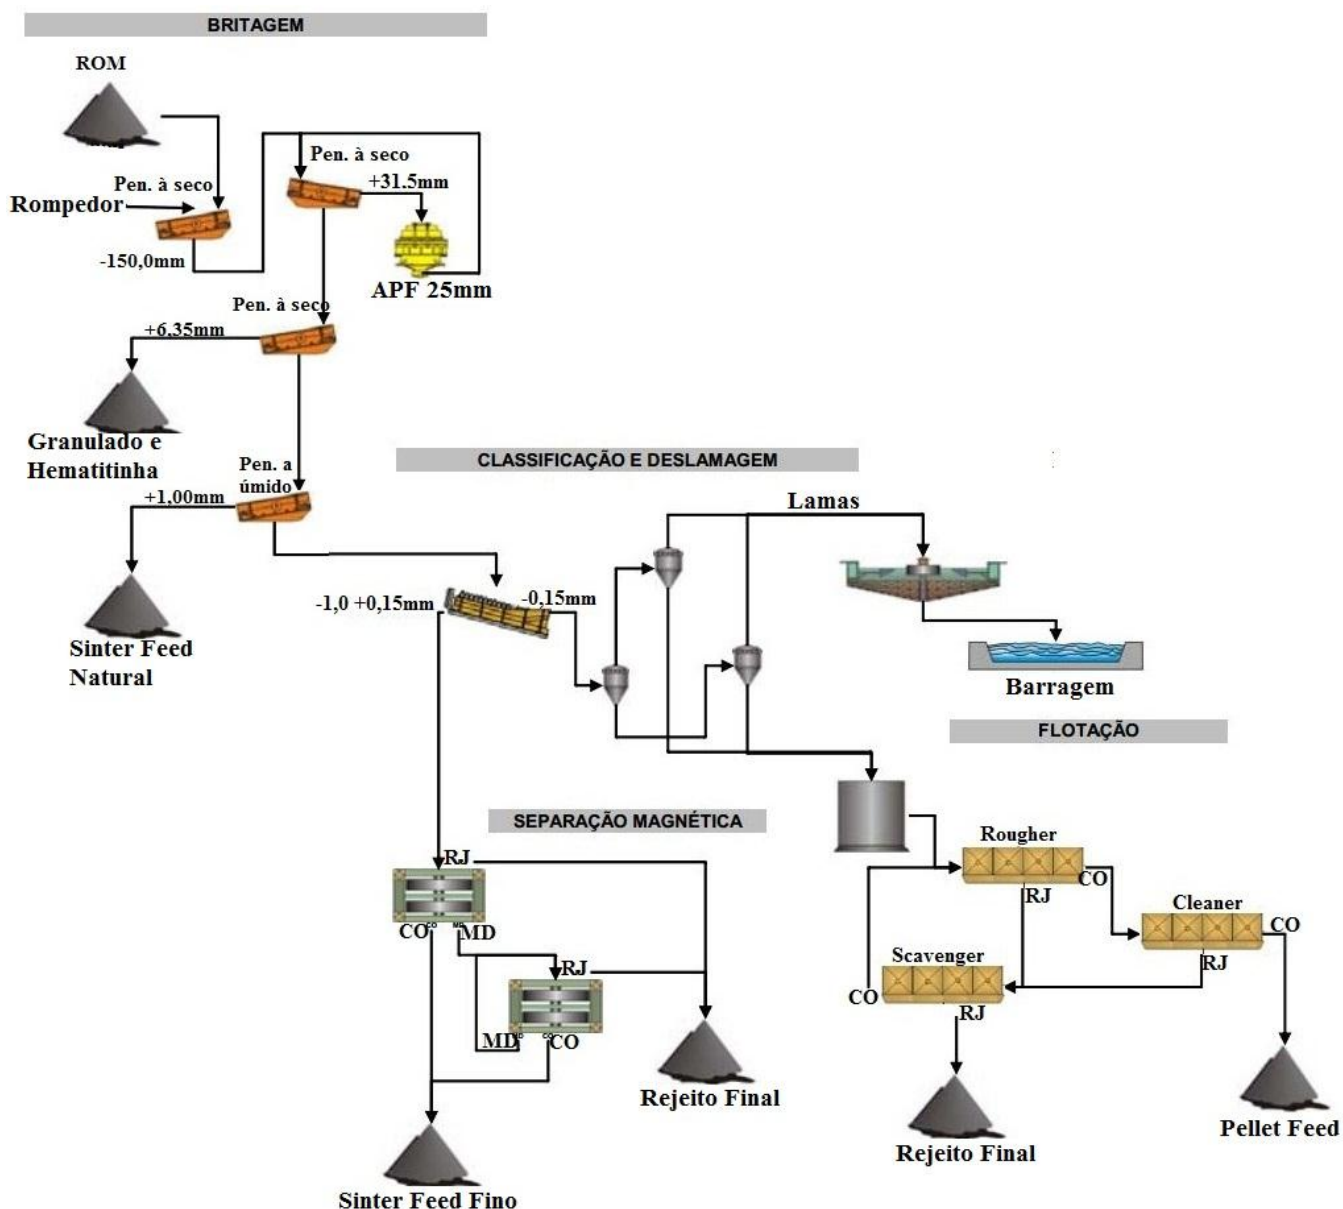 BRITAGEM
ROM
Pen. à seco
+31.5mm
Pen. à seco
Rompedor
-150,0mm
APF 25mm
Pen. à seco
+6,35mm
Granulado e
Hematitinha
Pen. a
úmido
+1,00mm
Sinter Feed
Natural
CLASSIFICAÇÃO E DESLAMAGEM
Lamas
-1,0 +0,15mm
-0,15mm
Barragem
FLOTAÇÃO
Rougher
CO
RJ
Cleaner
CO
RJ
Scavenger
CO
RJ
Rejeito Final
Pellet Feed
SEPARAÇÃO MAGNÉTICA
RJ
CO
CO
MD
MD
RJ
MD
CO
CO
Rejeito Final
Sinter Feed Fino